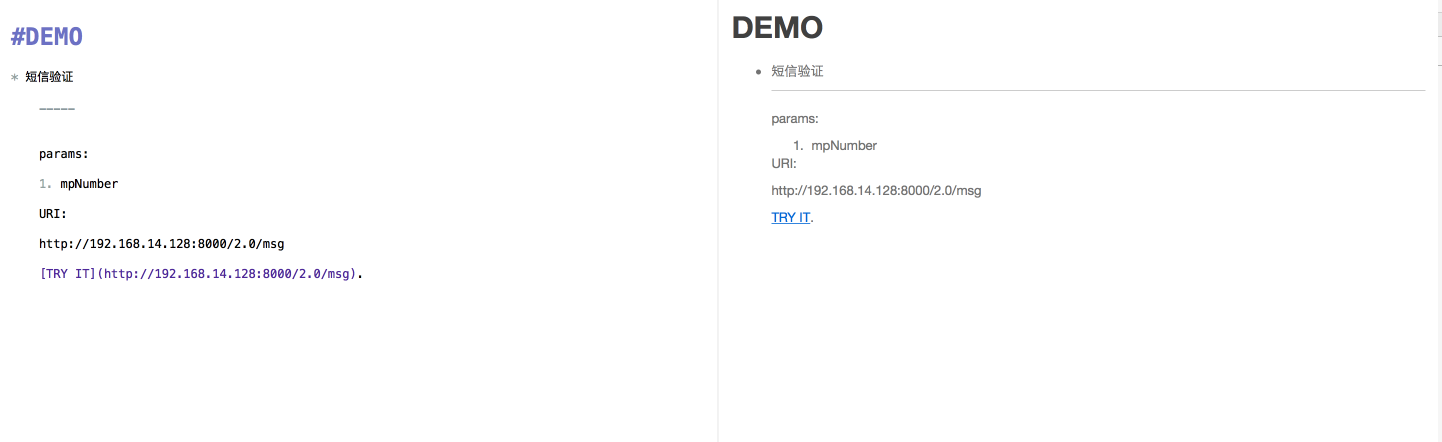 #DEMO
* 短信验证
-----
params:
1. mpNumber
URI:
http://192.168.14.128:8000/2.0/msg
[TRY IT](http://192.168.14.128:8000/2.0/msg).
DEMO
• 短信验证
params:
1. mpNumber
URI:
http://192.168.14.128:8000/2.0/msg
TRY IT.